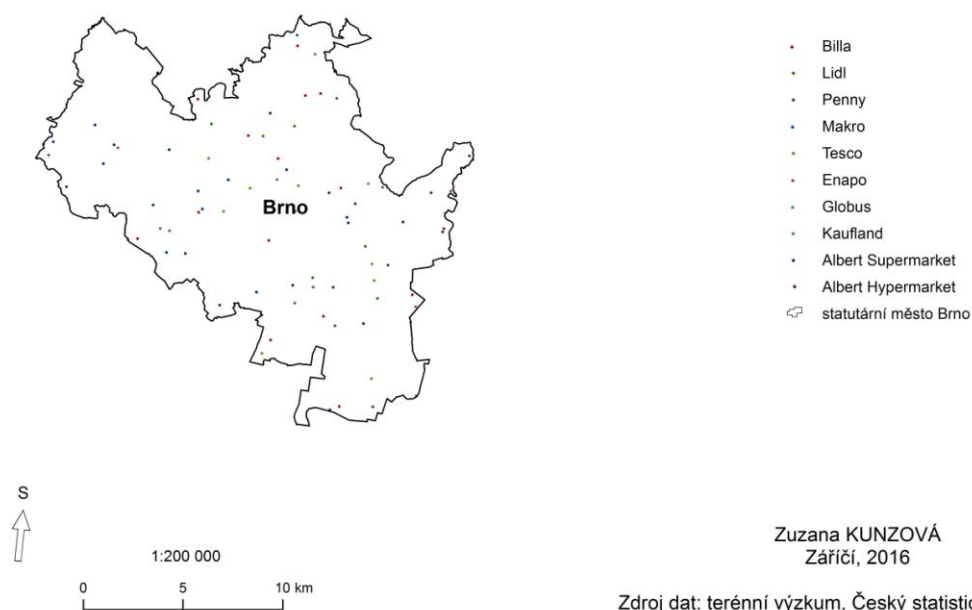 Brno
Billa
Lidl
Penny
Makro
Tesco
Enapo
Globus
Kaufland
Albert Supermarket
Albert Hypermarket
statutární město Brno
S
1:200 000
0 5 10 km
Zuzana KUNZOVÁ
Záříčí, 2016
Zdroj dat: terénní výzkum, Český statistic